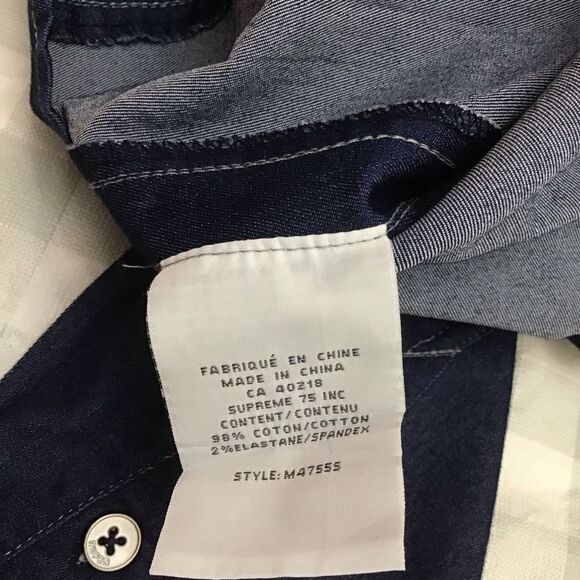 FABRIQUÉ EN CHINE
MADE IN CHINA
CA 40218
SUPREME 75 INC
CONTENT/CONTENU
98% COTON/COTTON
2%ELASTANE/SPANDEX
STYLE:M4755S